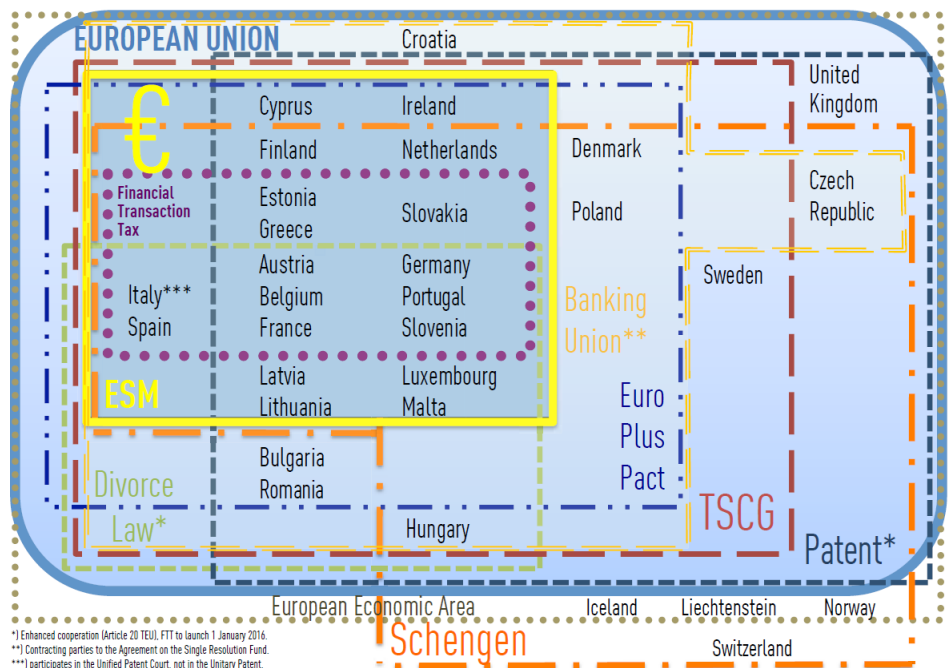 EUROPEAN UNION
Croatia
United
Kingdom
€
Cyprus
Ireland
Finland
Netherlands
Denmark
Financial
Transaction
Tax
Estonia
Greece
Slovakia
Poland
Czech
Republic
Austria
Germany
Sweden
Italy***
Belgium
Portugal
Banking
Union**
Spain
France
Slovenia
ESM
Latvia
Luxembourg
Lithuania
Malta
Euro
Plus
Pact
Bulgaria
Romania
Divorce
Law*
Hungary
TSCG
Patent*
European Economic Area
Iceland
Liechtenstein
Norway
Schengen
Switzerland
*) Enhanced cooperation (Article 20 TEU), FTT to launch 1 January 2016.
**) Contracting parties to the Agreement on the Single Resolution Fund.
***) participates in the Unified Patent Court, not in the Unitary Patent.